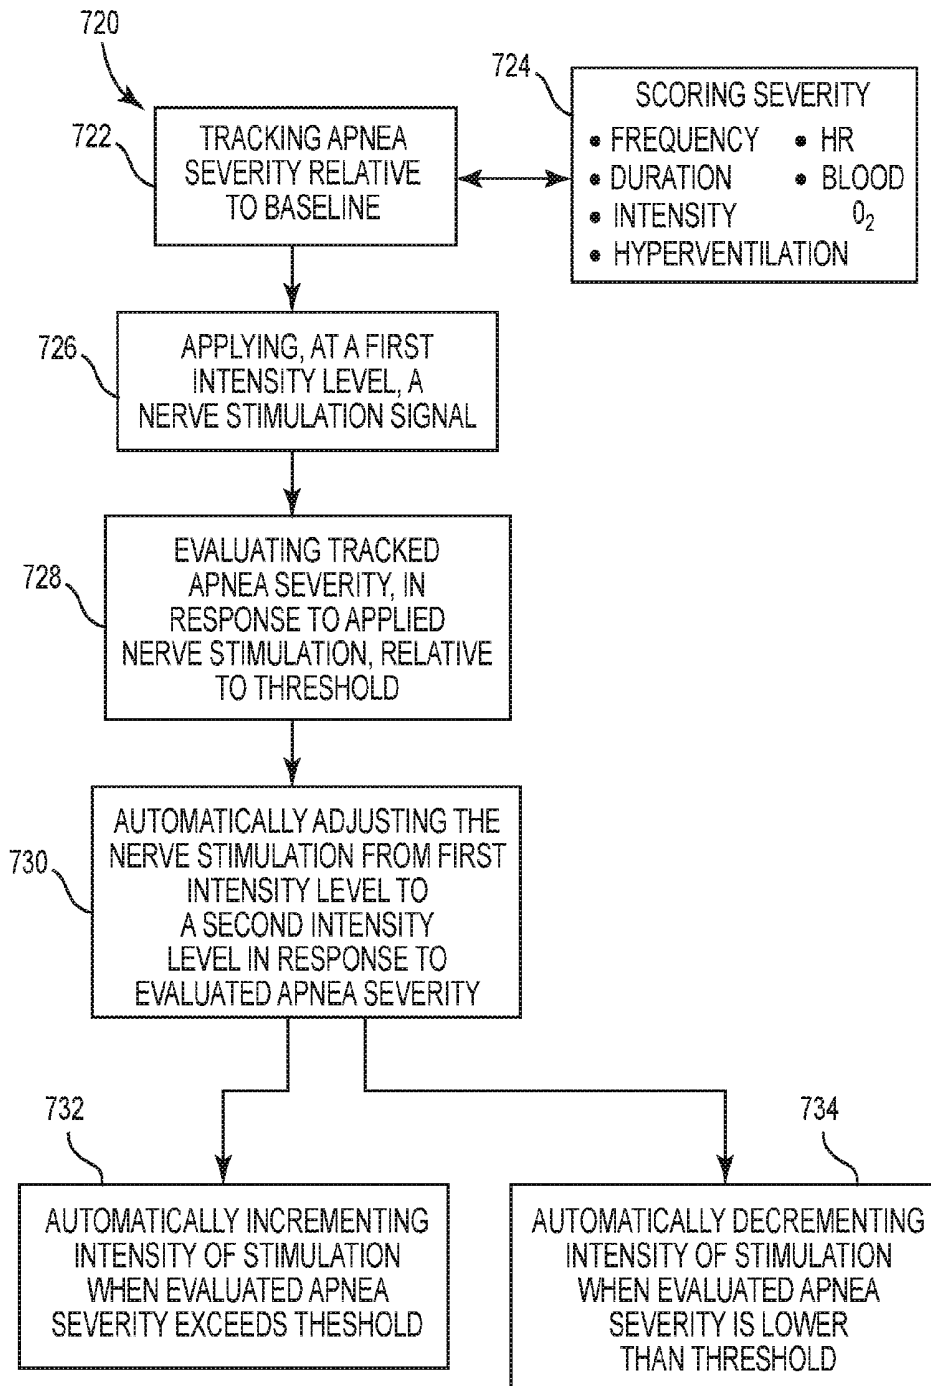 720
722
TRACKING APNEA
SEVERITY RELATIVE
TO BASELINE
724
SCORING SEVERITY
• FREQUENCY • HR
• DURATION • BLOOD
• INTENSITY O2
• HYPERVENTILATION
726
APPLYING, AT A FIRST
INTENSITY LEVEL, A
NERVE STIMULATION SIGNAL
728
EVALUATING TRACKED
APNEA SEVERITY, IN
RESPONSE TO APPLIED
NERVE STIMULATION, RELATIVE
TO THRESHOLD
730
AUTOMATICALLY ADJUSTING THE
NERVE STIMULATION FROM FIRST
INTENSITY LEVEL TO
A SECOND INTENSITY
LEVEL IN RESPONSE TO
EVALUATED APNEA SEVERITY
732
AUTOMATICALLY INCREMENTING
INTENSITY OF STIMULATION
WHEN EVALUATED APNEA
SEVERITY EXCEEDS THESHOLD
734
AUTOMATICALLY DECREMENTING
INTENSITY OF STIMULATION
WHEN EVALUATED APNEA
SEVERITY IS LOWER
THAN THRESHOLD